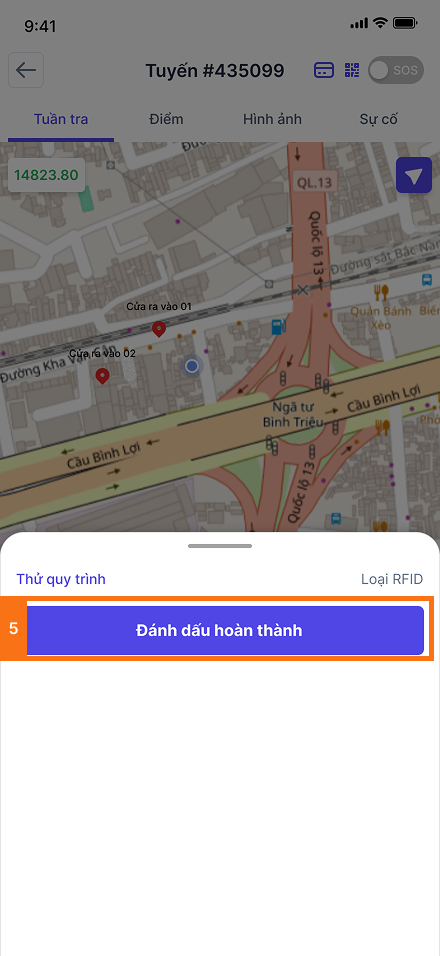 9:41
Tuyến #435099
SOS
Tuần tra
Điểm
Hình ảnh
Sự cố
14823.80
QL.13
Quốc lộ 13
Đường sắt Bắc Na
Cửa ra vào 01
Quán Bánh
Xèo
Cửa ra vào 02
Đường Kha Vạn Cân
Cầu Bình Lợi
Ngã tư
Bình Triệu
Cầu Bình Lợi
Quốc lộ 13
Thử quy trình
Loại RFID
5
Đánh dấu hoàn thành